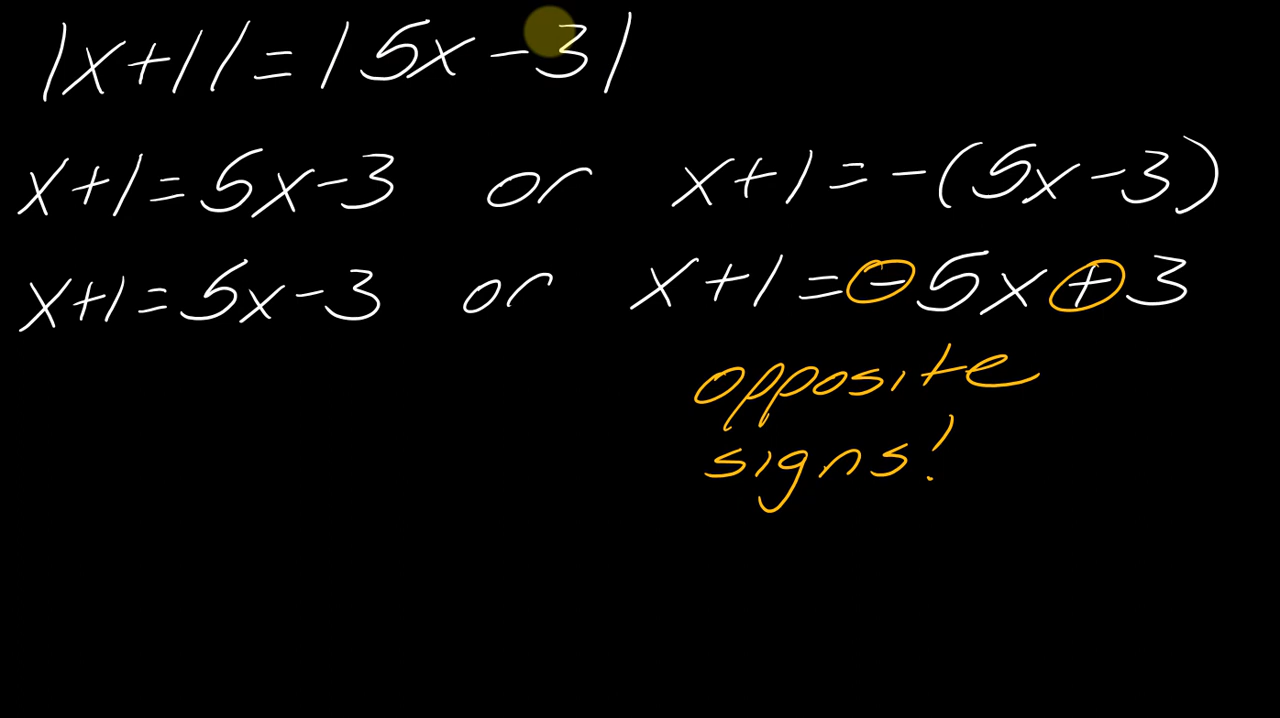 |x+1|=|5x-3|
x+1=5x-3 or x+1=-(5x-3)
x+1=5x-3 or x+1=-5x+3
opposite
signs!